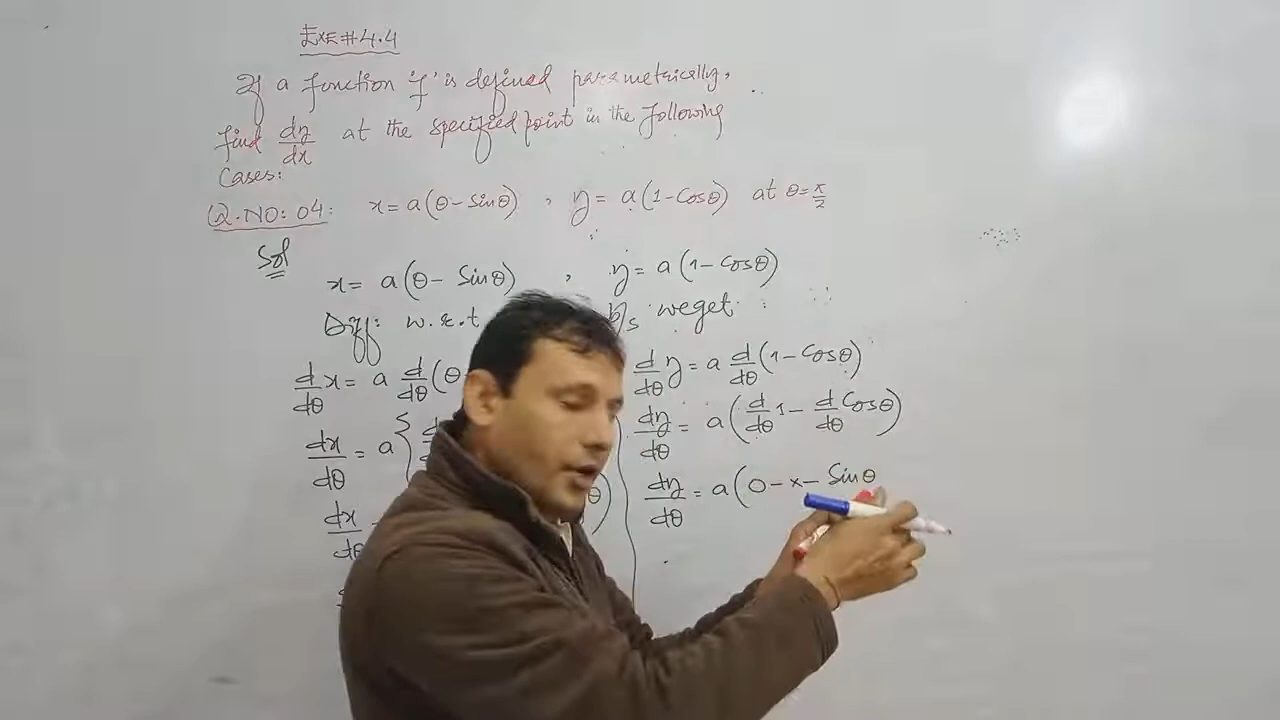 EXE#4.4
If a function 'f' is defined parametrically,
find dy/dx at the specified point in the following
Cases:
Q.NO:04: x=a(θ-Sinθ) , y=a(1-Cosθ) at θ=π/2
Sol
x= a(θ- Sinθ) , y= a(1-Cosθ)
Diff: w.r.t B/s weget
d/dθ x= a d/dθ(θ d/dθ y= a d/dθ(1-Cosθ)
dx/dθ = a{ dy/dθ = a(d/dθ 1- d/dθ Cosθ)
dx/dθ θ) dy/dθ = a(0-x-Sinθ